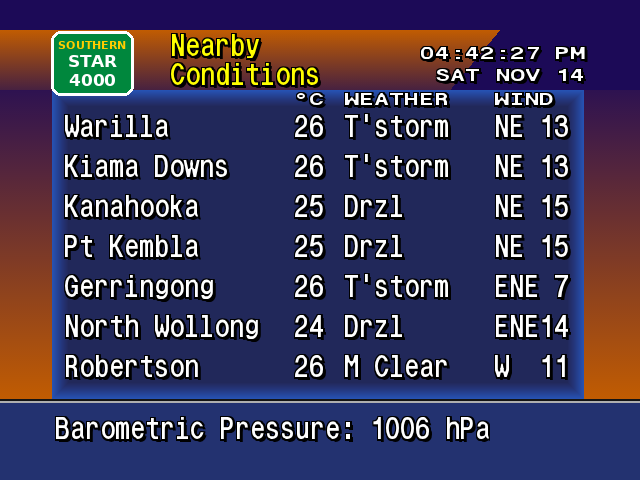 SOUTHERN
STAR
4000
Nearby
Conditions
04:42:27 PM
SAT NOV 14
°C WEATHER WIND
Warilla 26 T'storm NE 13
Kiama Downs 26 T'storm NE 13
Kanahooka 25 Drzl NE 15
Pt Kembla 25 Drzl NE 15
Gerringong 26 T'storm ENE 7
North Wollong 24 Drzl ENE14
Robertson 26 M Clear W 11
Barometric Pressure: 1006 hPa